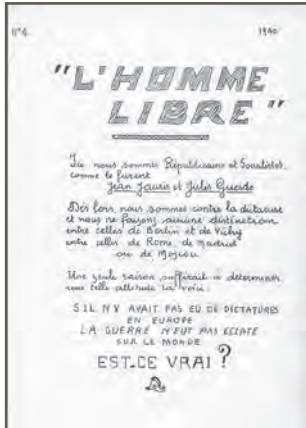 N° 4. 1940
"L'HOMME
LIBRE"
nous sommes Républicains et Socialistes,
comme le furent
Jean Jaurès et Jules Guesde
Dès lors nous sommes contre la dictature
et nous ne faisons aucune distinction
entre celles de Berlin et de Vichy
entre celles de Rome, de Madrid
ou de Moscou
Une seule raison suffirait à déterminer
une telle attitude. La voici:
S'IL N'Y AVAIT PAS EU DE DICTATURES
EN EUROPE
LA GUERRE N'EUT PAS ECLATÉ
SUR LE MONDE
EST-CE VRAI ?